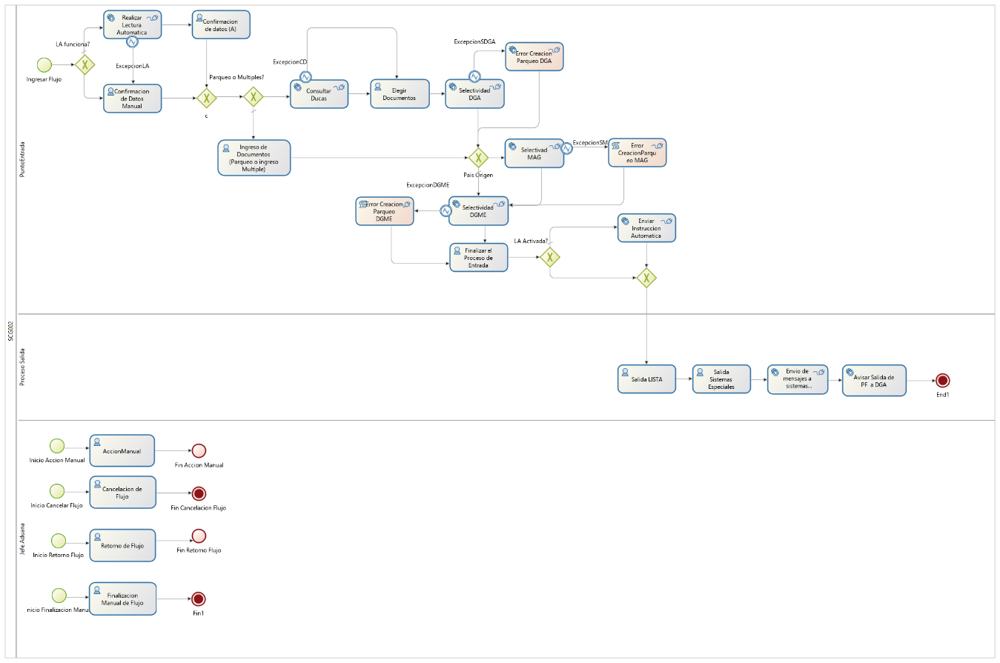 SCG002
PuntoEntrada
Ingresar Flujo
LA funciona?
Realizar
Lectura
Automatica
Confirmacion
de datos (A)
ExcepcionLA
Confirmacion
de Datos
Manual
c
Parqueo o Multiples?
ExcepcionCD
Consultar
Ducas
Elegir
Documentos
ExcepcionSDGA
Selectividad
DGA
Error Creacion
Parqueo DGA
Ingreso de
Documentos
(Parqueo o ingreso
Multiple)
Pais Origen
Selectivad
MAG
ExcepcionSM
Error
CreacionParqu
eo MAG
ExcepcionDGME
Error Creacion
Parqueo
DGME
Selectividad
DGME
Finalizar el
Proceso de
Entrada
LA Activada?
Enviar
Instruccion
Automatica
Proceso Salida
Salida LISTA
Salida
Sistemas
Especiales
Envio de
mensajes a
sistemas...
Avisar Salida de
PF a DGA
End1
Jefe Aduana
Inicio Accion Manual
AccionManual
Fin Accion Manual
Inicio Cancelar Flujo
Cancelacion de
Flujo
Fin Cancelacion Flujo
Inicio Retorno Flujo
Retorno de Flujo
Fin Retorno Flujo
nicio Finalizacion Manu
Finalizacion
Manual de Flujo
Fin1